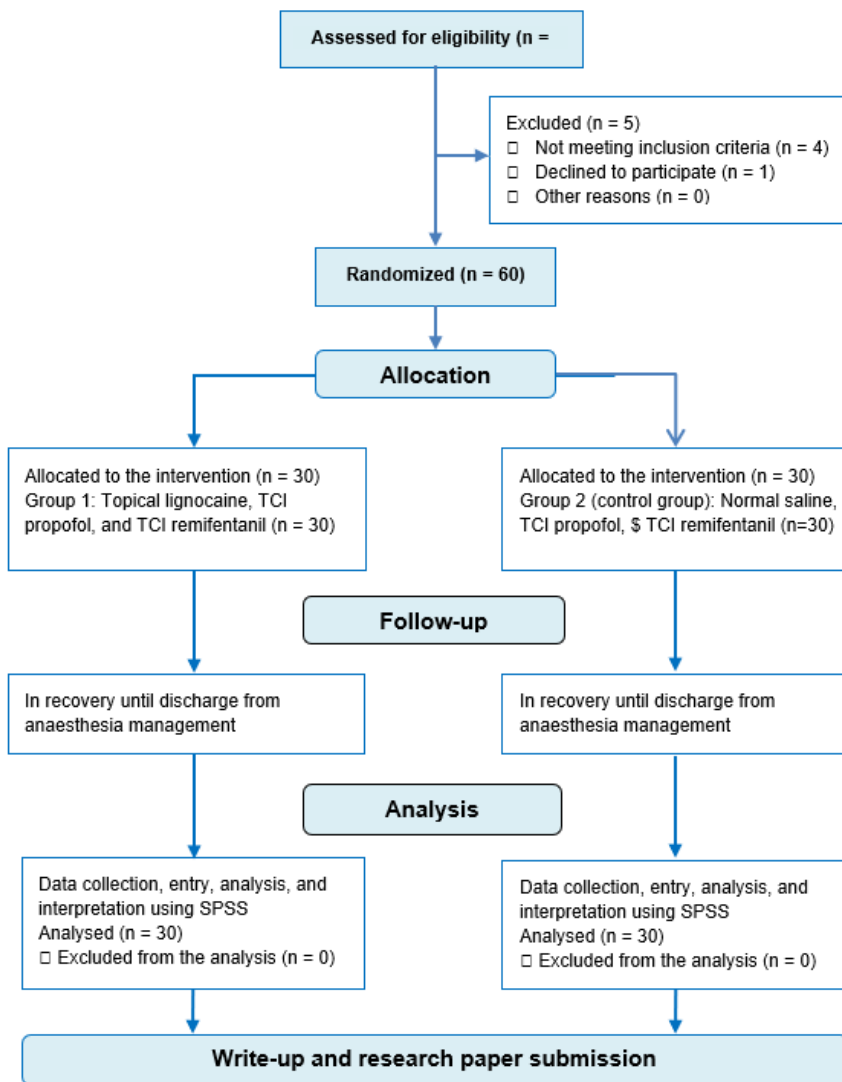 Assessed for eligibility (n =
Excluded (n = 5)
□ Not meeting inclusion criteria (n = 4)
□ Declined to participate (n = 1)
□ Other reasons (n = 0)
Randomized (n = 60)
Allocation
Allocated to the intervention (n = 30)
Group 1: Topical lignocaine, TCI
propofol, and TCI remifentanil (n = 30)
Allocated to the intervention (n = 30)
Group 2 (control group): Normal saline,
TCI propofol, $ TCI remifentanil (n=30)
Follow-up
In recovery until discharge from
anaesthesia management
In recovery until discharge from
anaesthesia management
Analysis
Data collection, entry, analysis, and
interpretation using SPSS
Analysed (n = 30)
□ Excluded from the analysis (n = 0)
Data collection, entry, analysis, and
interpretation using SPSS
Analysed (n = 30)
□ Excluded from the analysis (n = 0)
Write-up and research paper submission